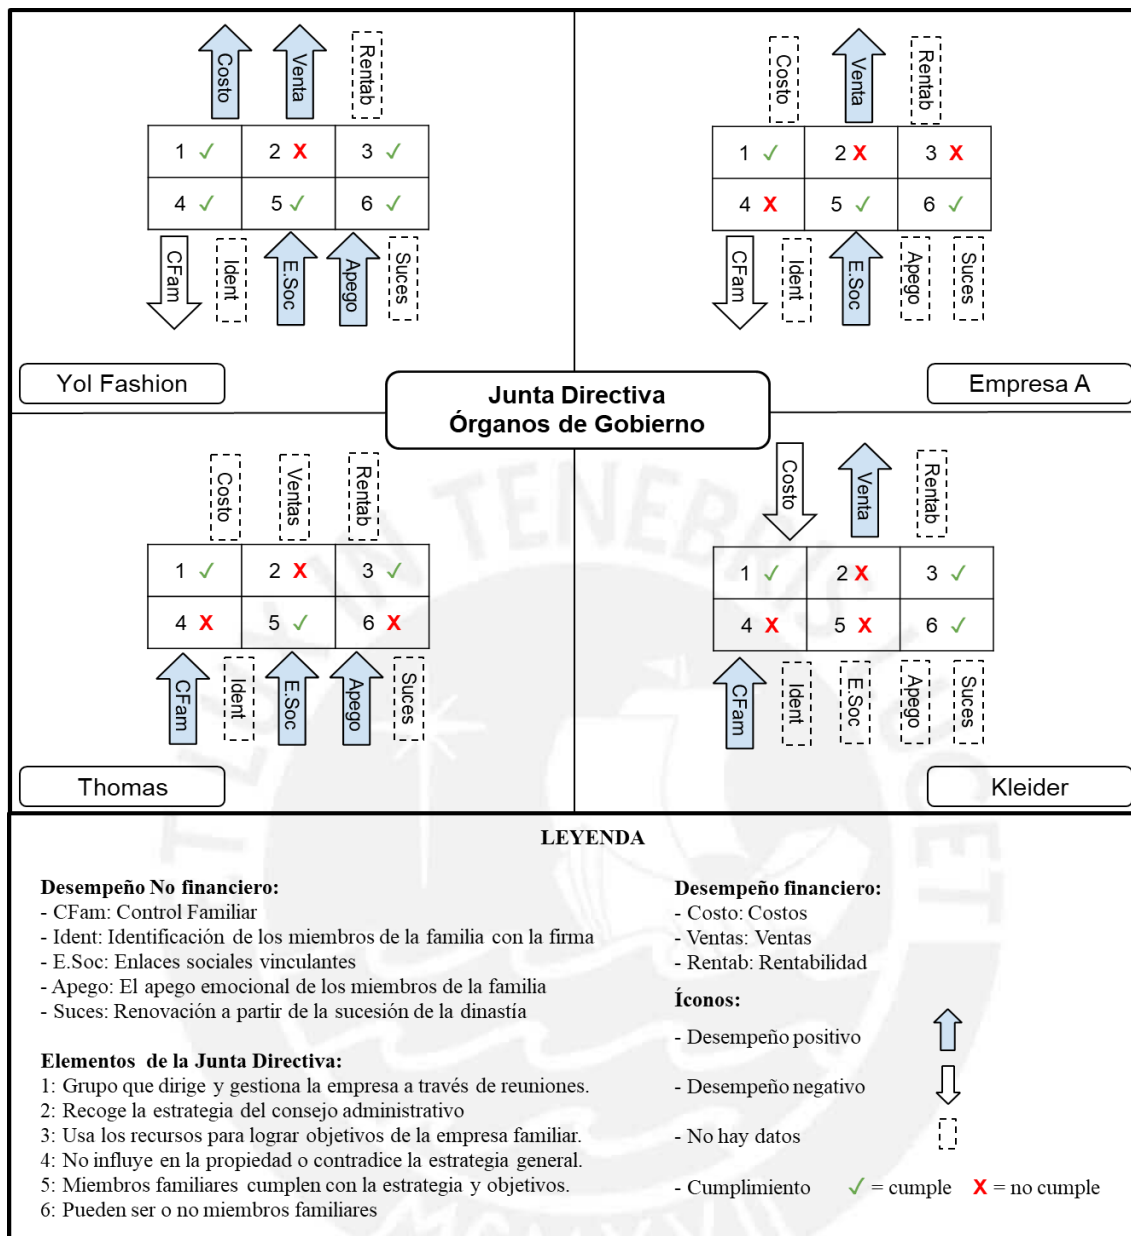 Costo
Venta
Rentab
1 ✓ 2 X 3 ✓
4 ✓ 5 ✓ 6 ✓
CFam
Ident
E.Soc
Apego
Suces
Yol Fashion
Costo
Venta
Rentab
1 ✓ 2 X 3 X
4 X 5 ✓ 6 ✓
CFam
Ident
E.Soc
Apego
Suces
Empresa A
Junta Directiva
Órganos de Gobierno
Costo
Ventas
Rentab
1 ✓ 2 X 3 ✓
4 X 5 ✓ 6 X
CFam
Ident
E.Soc
Apego
Suces
Thomas
Costo
Venta
Rentab
1 ✓ 2 X 3 ✓
4 X 5 X 6 ✓
CFam
Ident
E.Soc
Apego
Suces
Kleider
LEYENDA
Desempeño No financiero:
- CFam: Control Familiar
- Ident: Identificación de los miembros de la familia con la firma
- E.Soc: Enlaces sociales vinculantes
- Apego: El apego emocional de los miembros de la familia
- Suces: Renovación a partir de la sucesión de la dinastía
Elementos de la Junta Directiva:
1: Grupo que dirige y gestiona la empresa a través de reuniones.
2: Recoge la estrategia del consejo administrativo
3: Usa los recursos para lograr objetivos de la empresa familiar.
4: No influye en la propiedad o contradice la estrategia general.
5: Miembros familiares cumplen con la estrategia y objetivos.
6: Pueden ser o no miembros familiares
Desempeño financiero:
- Costo: Costos
- Ventas: Ventas
- Rentab: Rentabilidad
Íconos:
- Desempeño positivo
- Desempeño negativo
- No hay datos
- Cumplimiento ✓ = cumple X = no cumple
ET LUX IN TENEBRIS LUCET